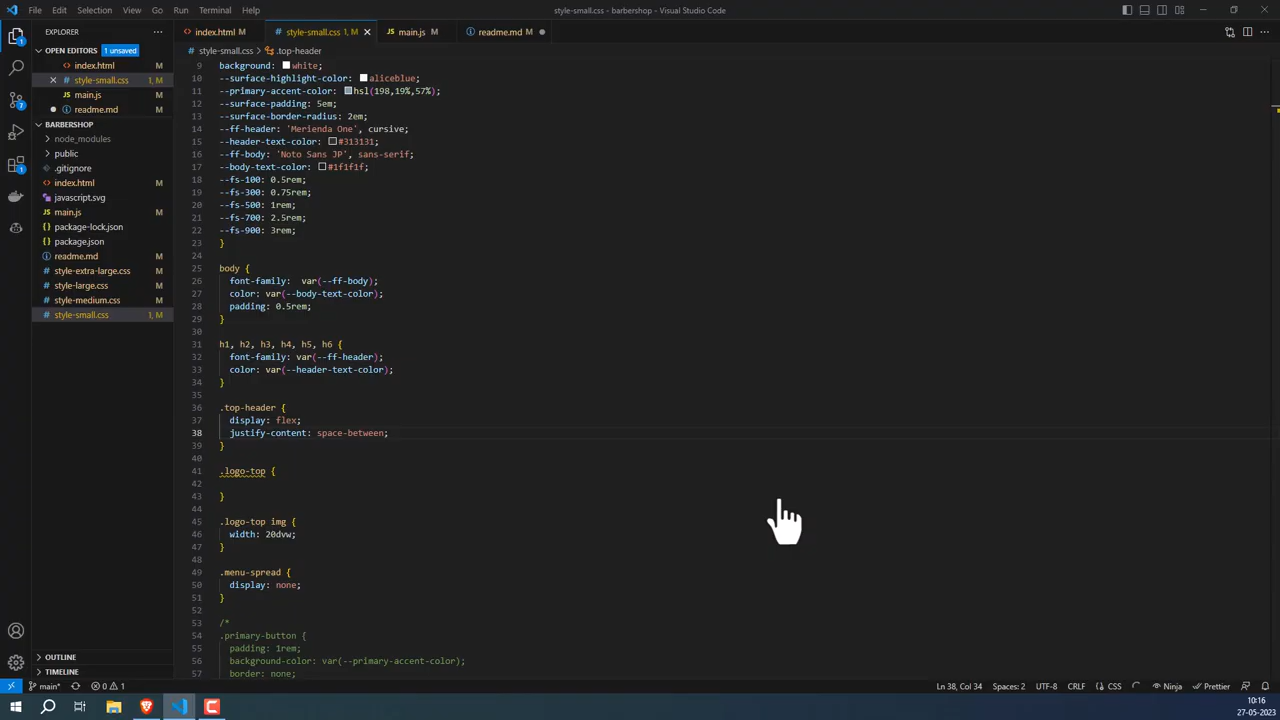 File Edit Selection View Go Run Terminal Help
style-small.css - barbershop - Visual Studio Code
EXPLORER
index.html M
style-small.css 1, M
main.js M
readme.md M
OPEN EDITORS 1 unsaved
index.html M
style-small.css 1, M
main.js M
readme.md M
BARBERSHOP
node_modules
public
.gitignore
index.html M
javascript.svg
main.js M
package-lock.json
package.json
readme.md M
style-extra-large.css M
style-large.css M
style-medium.css M
style-small.css 1, M
OUTLINE
TIMELINE
style-small.css > .top-header
9 background: white;
10 --surface-highlight-color: aliceblue;
11 --primary-accent-color: hsl(198,19%,57%);
12 --surface-padding: 5em;
13 --surface-border-radius: 2em;
14 --ff-header: 'Merienda One', cursive;
15 --header-text-color: #313131;
16 --ff-body: 'Noto Sans JP', sans-serif;
17 --body-text-color: #1f1f1f;
18 --fs-100: 0.5rem;
19 --fs-300: 0.75rem;
20 --fs-500: 1rem;
21 --fs-700: 2.5rem;
22 --fs-900: 3rem;
23 }
24
25 body {
26 font-family: var(--ff-body);
27 color: var(--body-text-color);
28 padding: 0.5rem;
29 }
30
31 h1, h2, h3, h4, h5, h6 {
32 font-family: var(--ff-header);
33 color: var(--header-text-color);
34 }
35
36 .top-header {
37 display: flex;
38 justify-content: space-between;
39 }
40
41 .logo-top {
42
43 }
44
45 .logo-top img {
46 width: 20dvw;
47 }
48
49 .menu-spread {
50 display: none;
51 }
52
53 /*
54 .primary-button {
55 padding: 1rem;
56 background-color: var(--primary-accent-color);
57 border: none;
main* 0 1
Ln 38, Col 34 Spaces: 2 UTF-8 CRLF CSS Ninja Prettier
10:16
27-05-2023